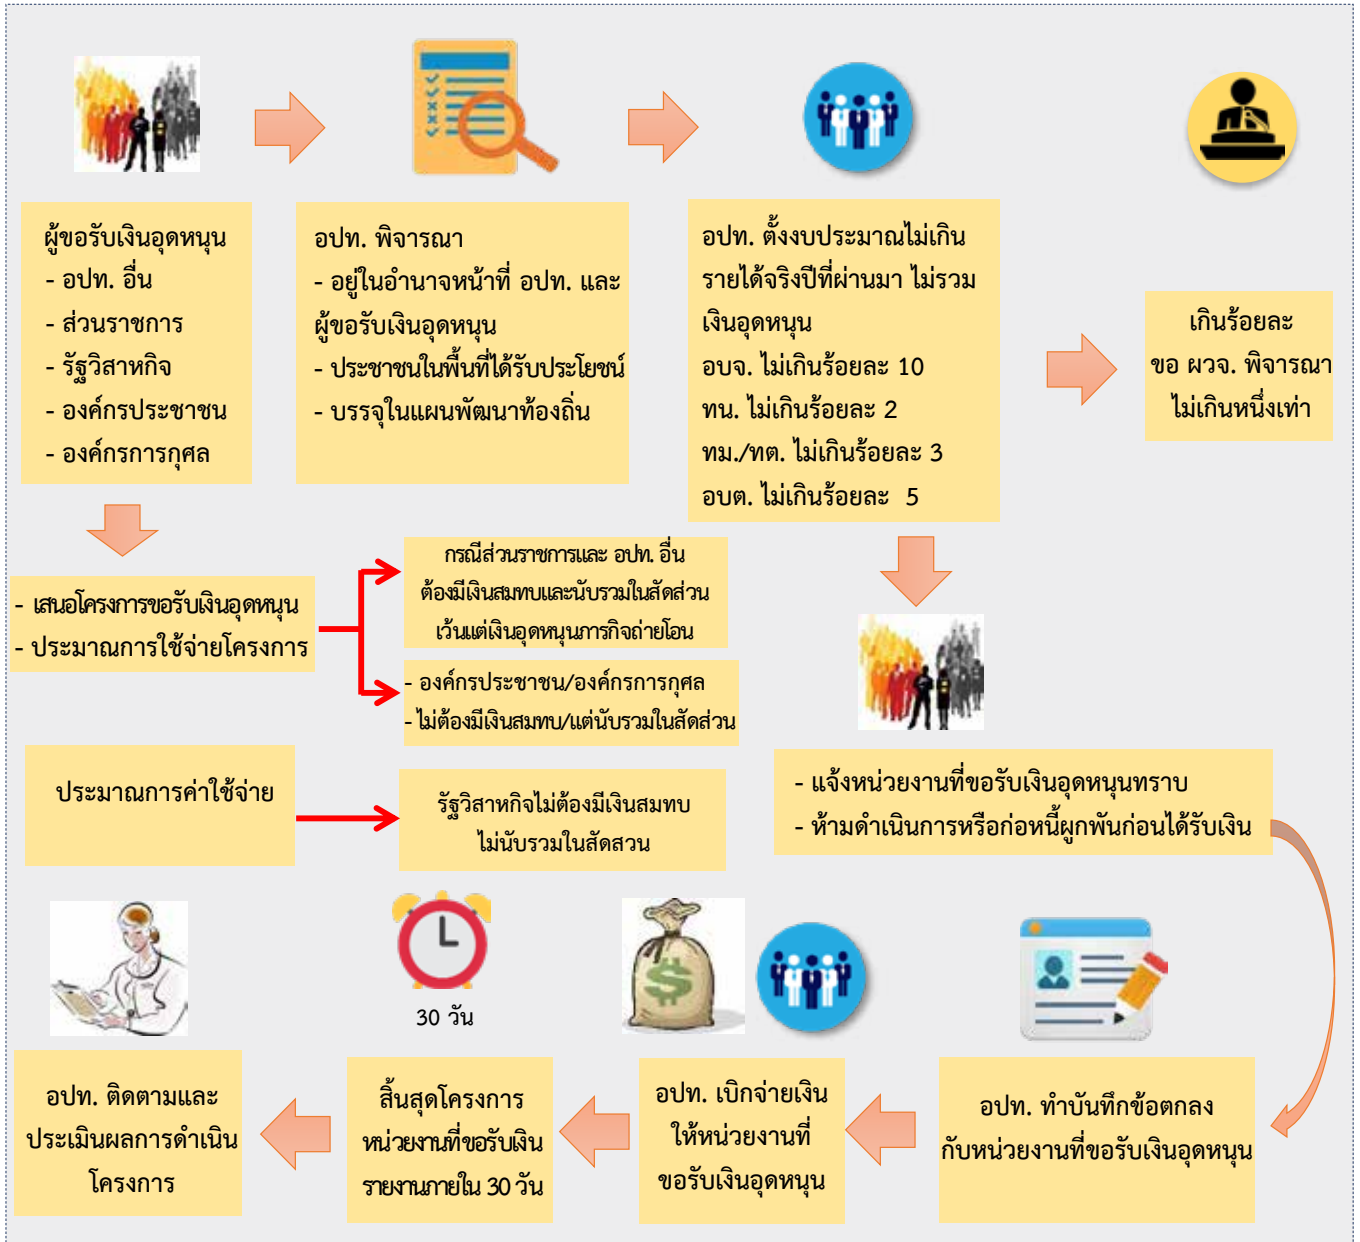 ผู้ขอรับเงินอุดหนุน
- อปท. อื่น
- ส่วนราชการ
- รัฐวิสาหกิจ
- องค์กรประชาชน
- องค์กรการกุศล
อปท. พิจารณา
- อยู่ในอำนาจหน้าที่ อปท. และ
ผู้ขอรับเงินอุดหนุน
- ประชาชนในพื้นที่ได้รับประโยชน์
- บรรจุในแผนพัฒนาท้องถิ่น
อปท. ตั้งงบประมาณไม่เกิน
รายได้จริงปีที่ผ่านมา ไม่รวม
เงินอุดหนุน
อบจ. ไม่เกินร้อยละ 10
ทน. ไม่เกินร้อยละ 2
ทม./ทต. ไม่เกินร้อยละ 3
อบต. ไม่เกินร้อยละ 5
เกินร้อยละ
ขอ ผวจ. พิจารณา
ไม่เกินหนึ่งเท่า
- เสนอโครงการขอรับเงินอุดหนุน
- ประมาณการใช้จ่ายโครงการ
กรณีส่วนราชการและ อปท. อื่น
ต้องมีเงินสมทบและนับรวมในสัดส่วน
เว้นแต่เงินอุดหนุนภารกิจถ่ายโอน
- องค์กรประชาชน/องค์กรการกุศล
- ไม่ต้องมีเงินสมทบ/แต่นับรวมในสัดส่วน
ประมาณการค่าใช้จ่าย
รัฐวิสาหกิจไม่ต้องมีเงินสมทบ
ไม่นับรวมในสัดสวน
- แจ้งหน่วยงานที่ขอรับเงินอุดหนุนทราบ
- ห้ามดำเนินการหรือก่อหนี้ผูกพันก่อนได้รับเงิน
อปท. ทำบันทึกข้อตกลง
กับหน่วยงานที่ขอรับเงินอุดหนุน
อปท. เบิกจ่ายเงิน
ให้หน่วยงานที่
ขอรับเงินอุดหนุน
30 วัน
สิ้นสุดโครงการ
หน่วยงานที่ขอรับเงิน
รายงานภายใน 30 วัน
อปท. ติดตามและ
ประเมินผลการดำเนิน
โครงการ